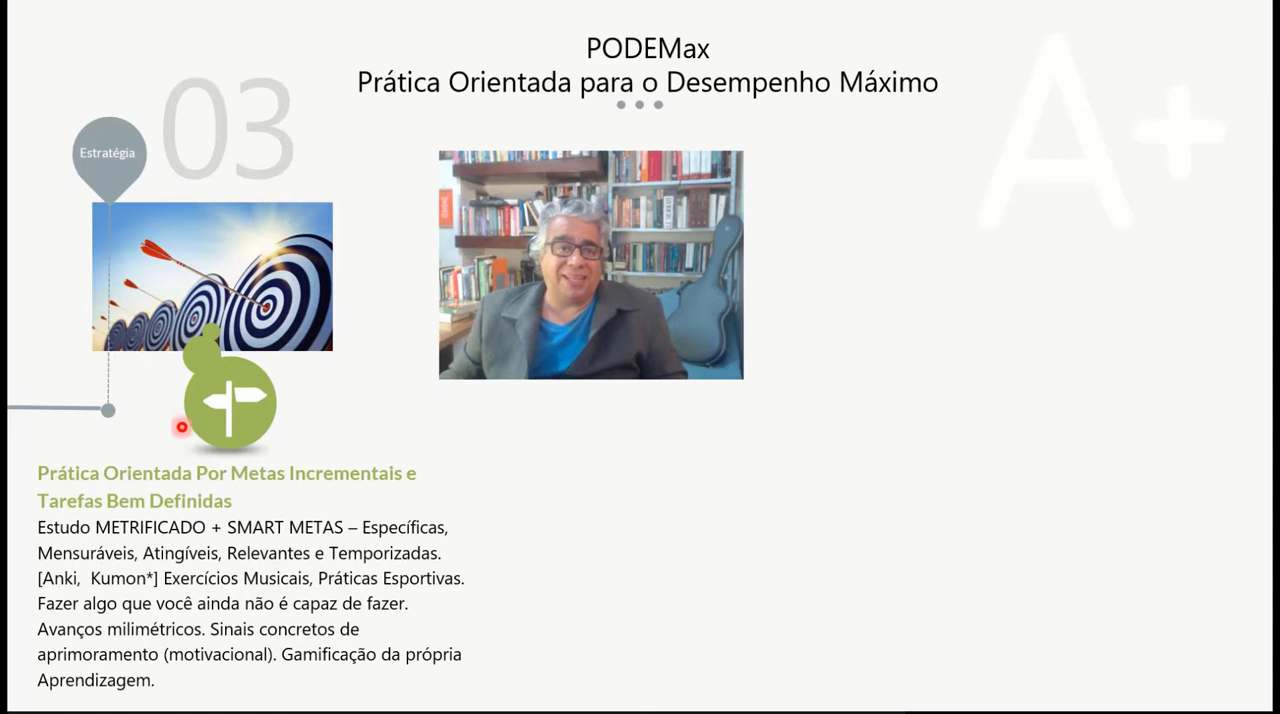 PODEMax
Prática Orientada para o Desempenho Máximo
03
Estratégia
A+
Prática Orientada Por Metas Incrementais e
Tarefas Bem Definidas
Estudo METRIFICADO + SMART METAS – Específicas,
Mensuráveis, Atingíveis, Relevantes e Temporizadas.
[Anki,  Kumon*] Exercícios Musicais, Práticas Esportivas.
Fazer algo que você ainda não é capaz de fazer.
Avanços milimétricos. Sinais concretos de
aprimoramento (motivacional). Gamificação da própria
Aprendizagem.